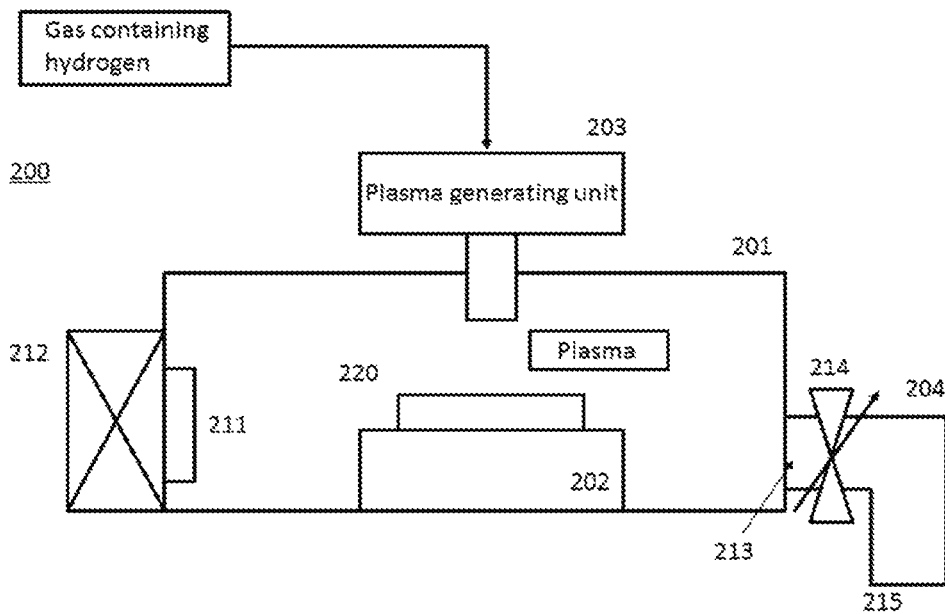 Gas containing
hydrogen
203
200
Plasma generating unit
201
212
Plasma
220
214
204
211
202
213
215